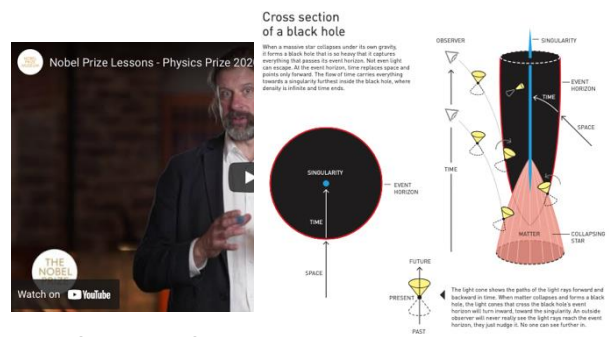 Nobel Prize Lessons - Physics Prize 202
THE
NOBEL
PRIZE
Watch on YouTube
Cross section
of a black hole
When a massive star collapses under its own gravity,
it forms a black hole that is so heavy that it captures
everything that passes its event horizon. Not even light
can escape. At the event horizon, time replaces space and
points only forward. The flow of time carries everything
towards a singularity furthest inside the black hole, where
density is infinite and time ends.
SINGULARITY
EVENT
HORIZON
TIME
SPACE
OBSERVER
SINGULARITY
EVENT
HORIZON
TIME
SPACE
TIME
MATTER
COLLAPSING
STAR
FUTURE
PRESENT
PAST
The light cone shows the paths of the light rays forward and
backward in time. When matter collapses and forms a black
hole, the light cones that cross the black hole's event
horizon will turn inward, toward the singularity. An outside
observer will never really see the light rays reach the event
horizon, they just nudge it. No one can see further in.